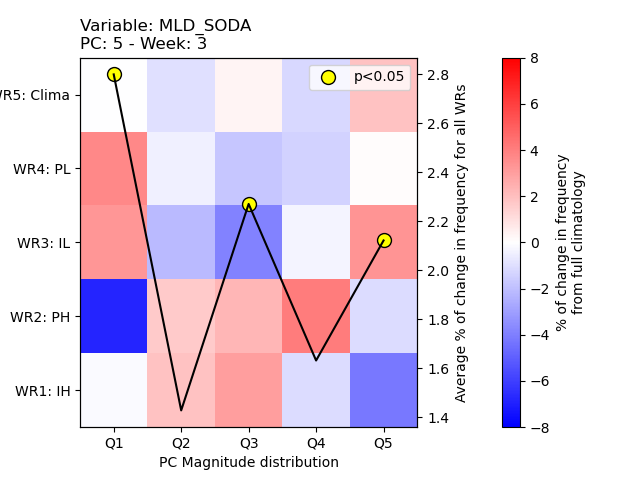 Variable: MLD_SODA
PC: 5 - Week: 3
p<0.05
WR5: Clima
WR4: PL
WR3: IL
WR2: PH
WR1: IH
Q1 Q2 Q3 Q4 Q5
PC Magnitude distribution
2.8
2.6
2.4
2.2
2.0
1.8
1.6
1.4
Average % of change in frequency for all WRs
8
6
4
2
0
−2
−4
−6
−8
% of change in frequency
from full climatology